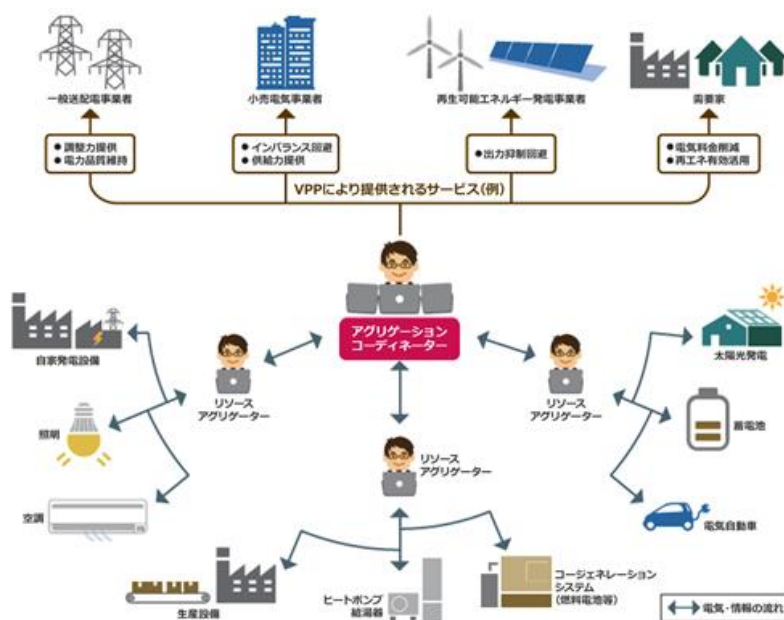 一般送配電事業者
小売電気事業者
再生可能エネルギー発電事業者
需要家
●調整力提供
●電力品質維持
●インバランス回避
●供給力提供
●出力抑制回避
●電気料金削減
●再エネ有効活用
VPPにより提供されるサービス(例)
アグリゲーション
コーディネーター
自家発電設備
リソース
アグリゲーター
リソース
アグリゲーター
太陽光発電
照明
蓄電池
リソース
アグリゲーター
空調
電気自動車
生産設備
ヒートポンプ
給湯器
コージェネレーション
システム
(燃料電池等)
電気・情報の流れ